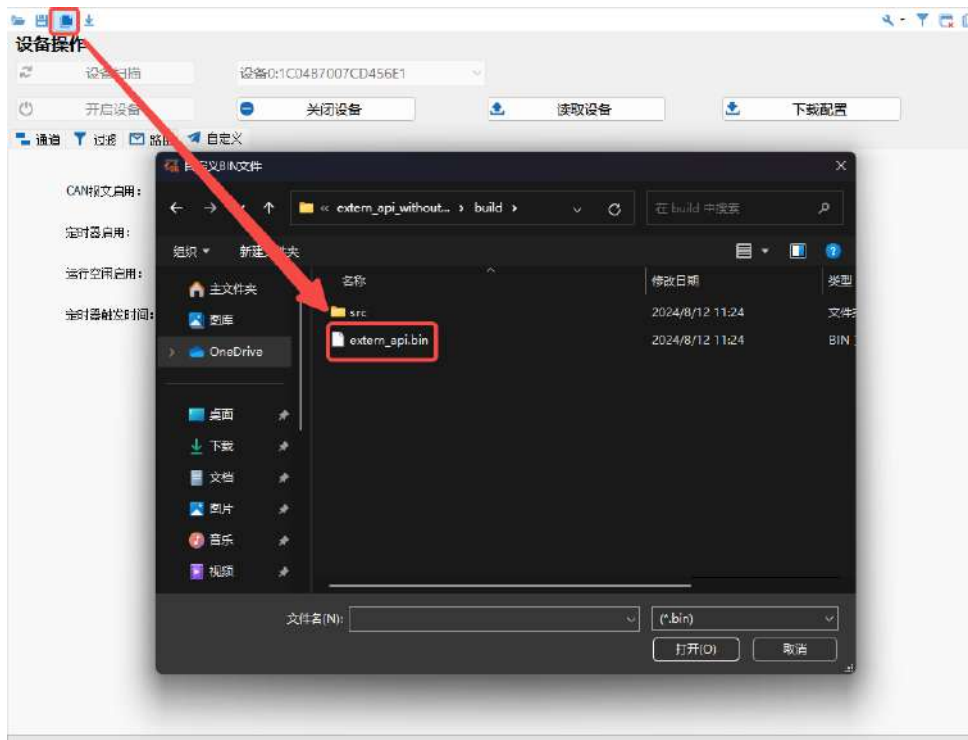 设备操作
设备扫描 设备0:1C0487007CD456E1
开启设备 关闭设备 读取设备 下载配置
通道 过滤 自定义
自定义BIN文件
CAN报文启用:
« extern_api_without... › build › 在 build 中搜索
定时器启用:
组织 新建文件夹
运行空闲启用:
名称 修改日期 类型
主文件夹
定时器触发时间:
src 2024/8/12 11:24
图库
extern_api.bin 2024/8/12 11:24 BIN
OneDrive
桌面
下载
文档
图片
音乐
视频
文件名(N): (*.bin)
打开(O) 取消